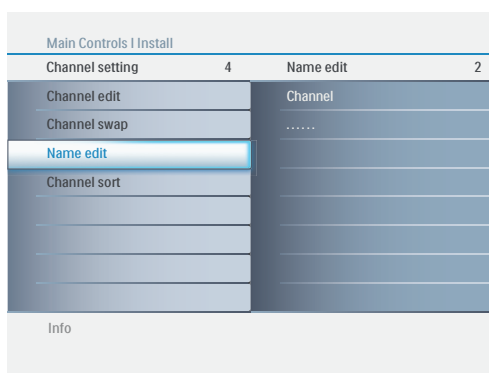 Main Controls I Install
Channel setting 4 Name edit 2
Channel edit Channel
Channel swap ......
Name edit
Channel sort
Info